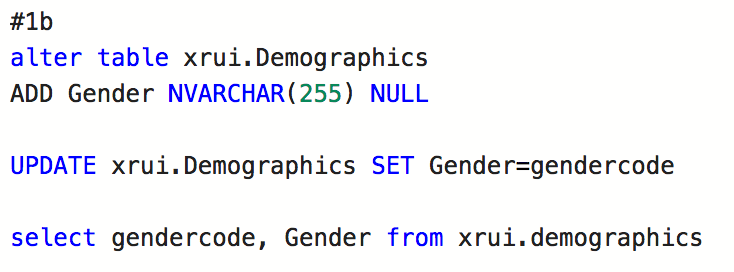 #1b
alter table xrui.Demographics
ADD Gender NVARCHAR(255) NULL
UPDATE xrui.Demographics SET Gender=gendercode
select gendercode, Gender from xrui.demographics